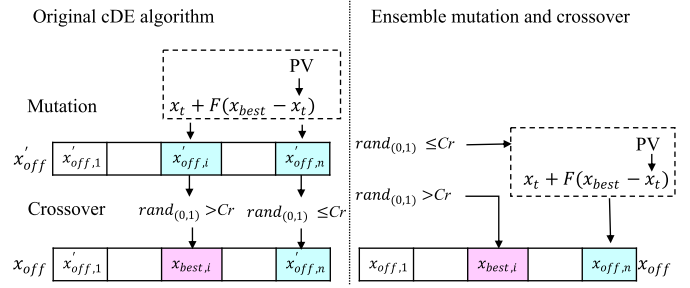 Original cDE algorithm
PV
Mutation
x_t + F(x_best − x_t)
x'_off x'_off,1 x'_off,i x'_off,n
Crossover
rand_(0,1) >Cr rand_(0,1) ≤Cr
x_off x'_off,1 x_best,i x'_off,n
Ensemble mutation and crossover
rand_(0,1) ≤Cr
PV
x_t + F(x_best − x_t)
rand_(0,1) >Cr
x_off,1 x_best,i x_off,n x_off